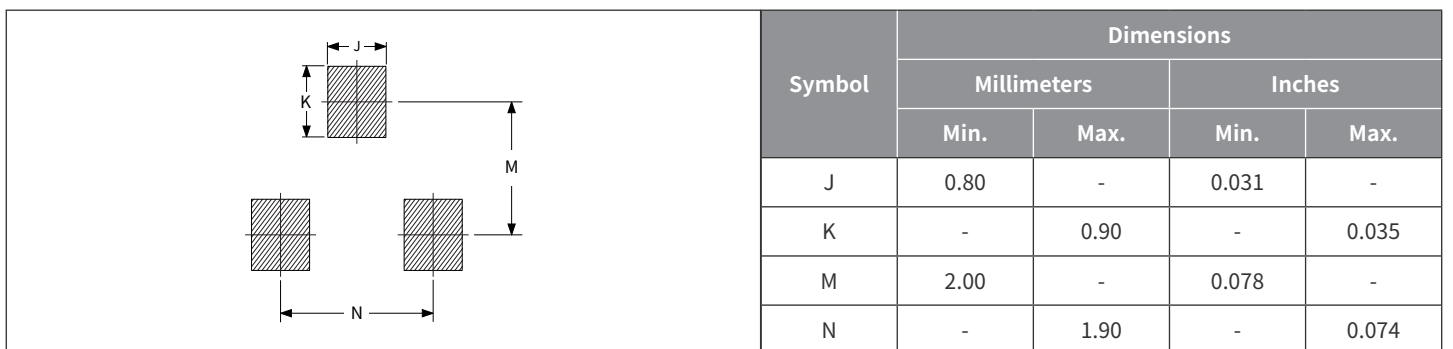 J
K
M
N
Symbol
Dimensions
Millimeters Inches
Min. Max. Min. Max.
J 0.80 - 0.031 -
K - 0.90 - 0.035
M 2.00 - 0.078 -
N - 1.90 - 0.074